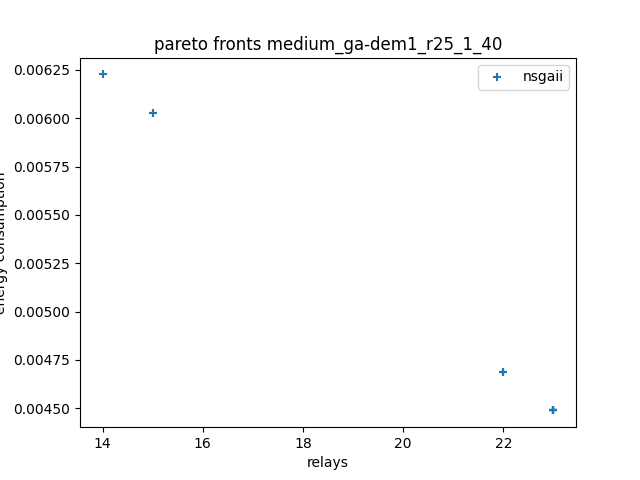 pareto fronts medium_ga-dem1_r25_1_40
nsgaii
0.00625
0.00600
0.00575
0.00550
0.00525
0.00500
0.00475
0.00450
energy consumption
14 16 18 20 22
relays